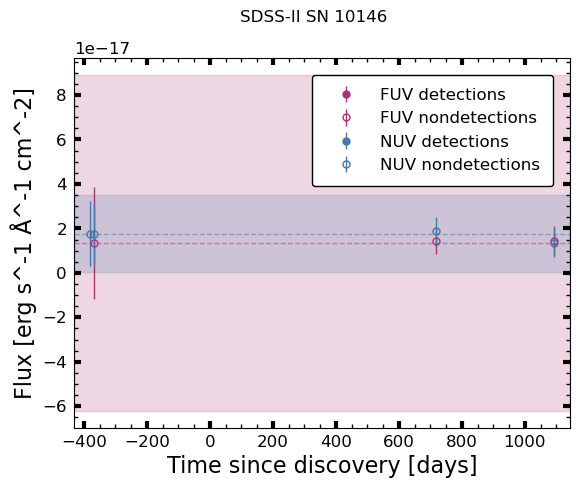 SDSS-II SN 10146
1e−17
FUV detections
FUV nondetections
NUV detections
NUV nondetections
8
6
4
2
0
−2
−4
−6
Flux [erg s^-1 Å^-1 cm^-2]
−400 −200 0 200 400 600 800 1000
Time since discovery [days]